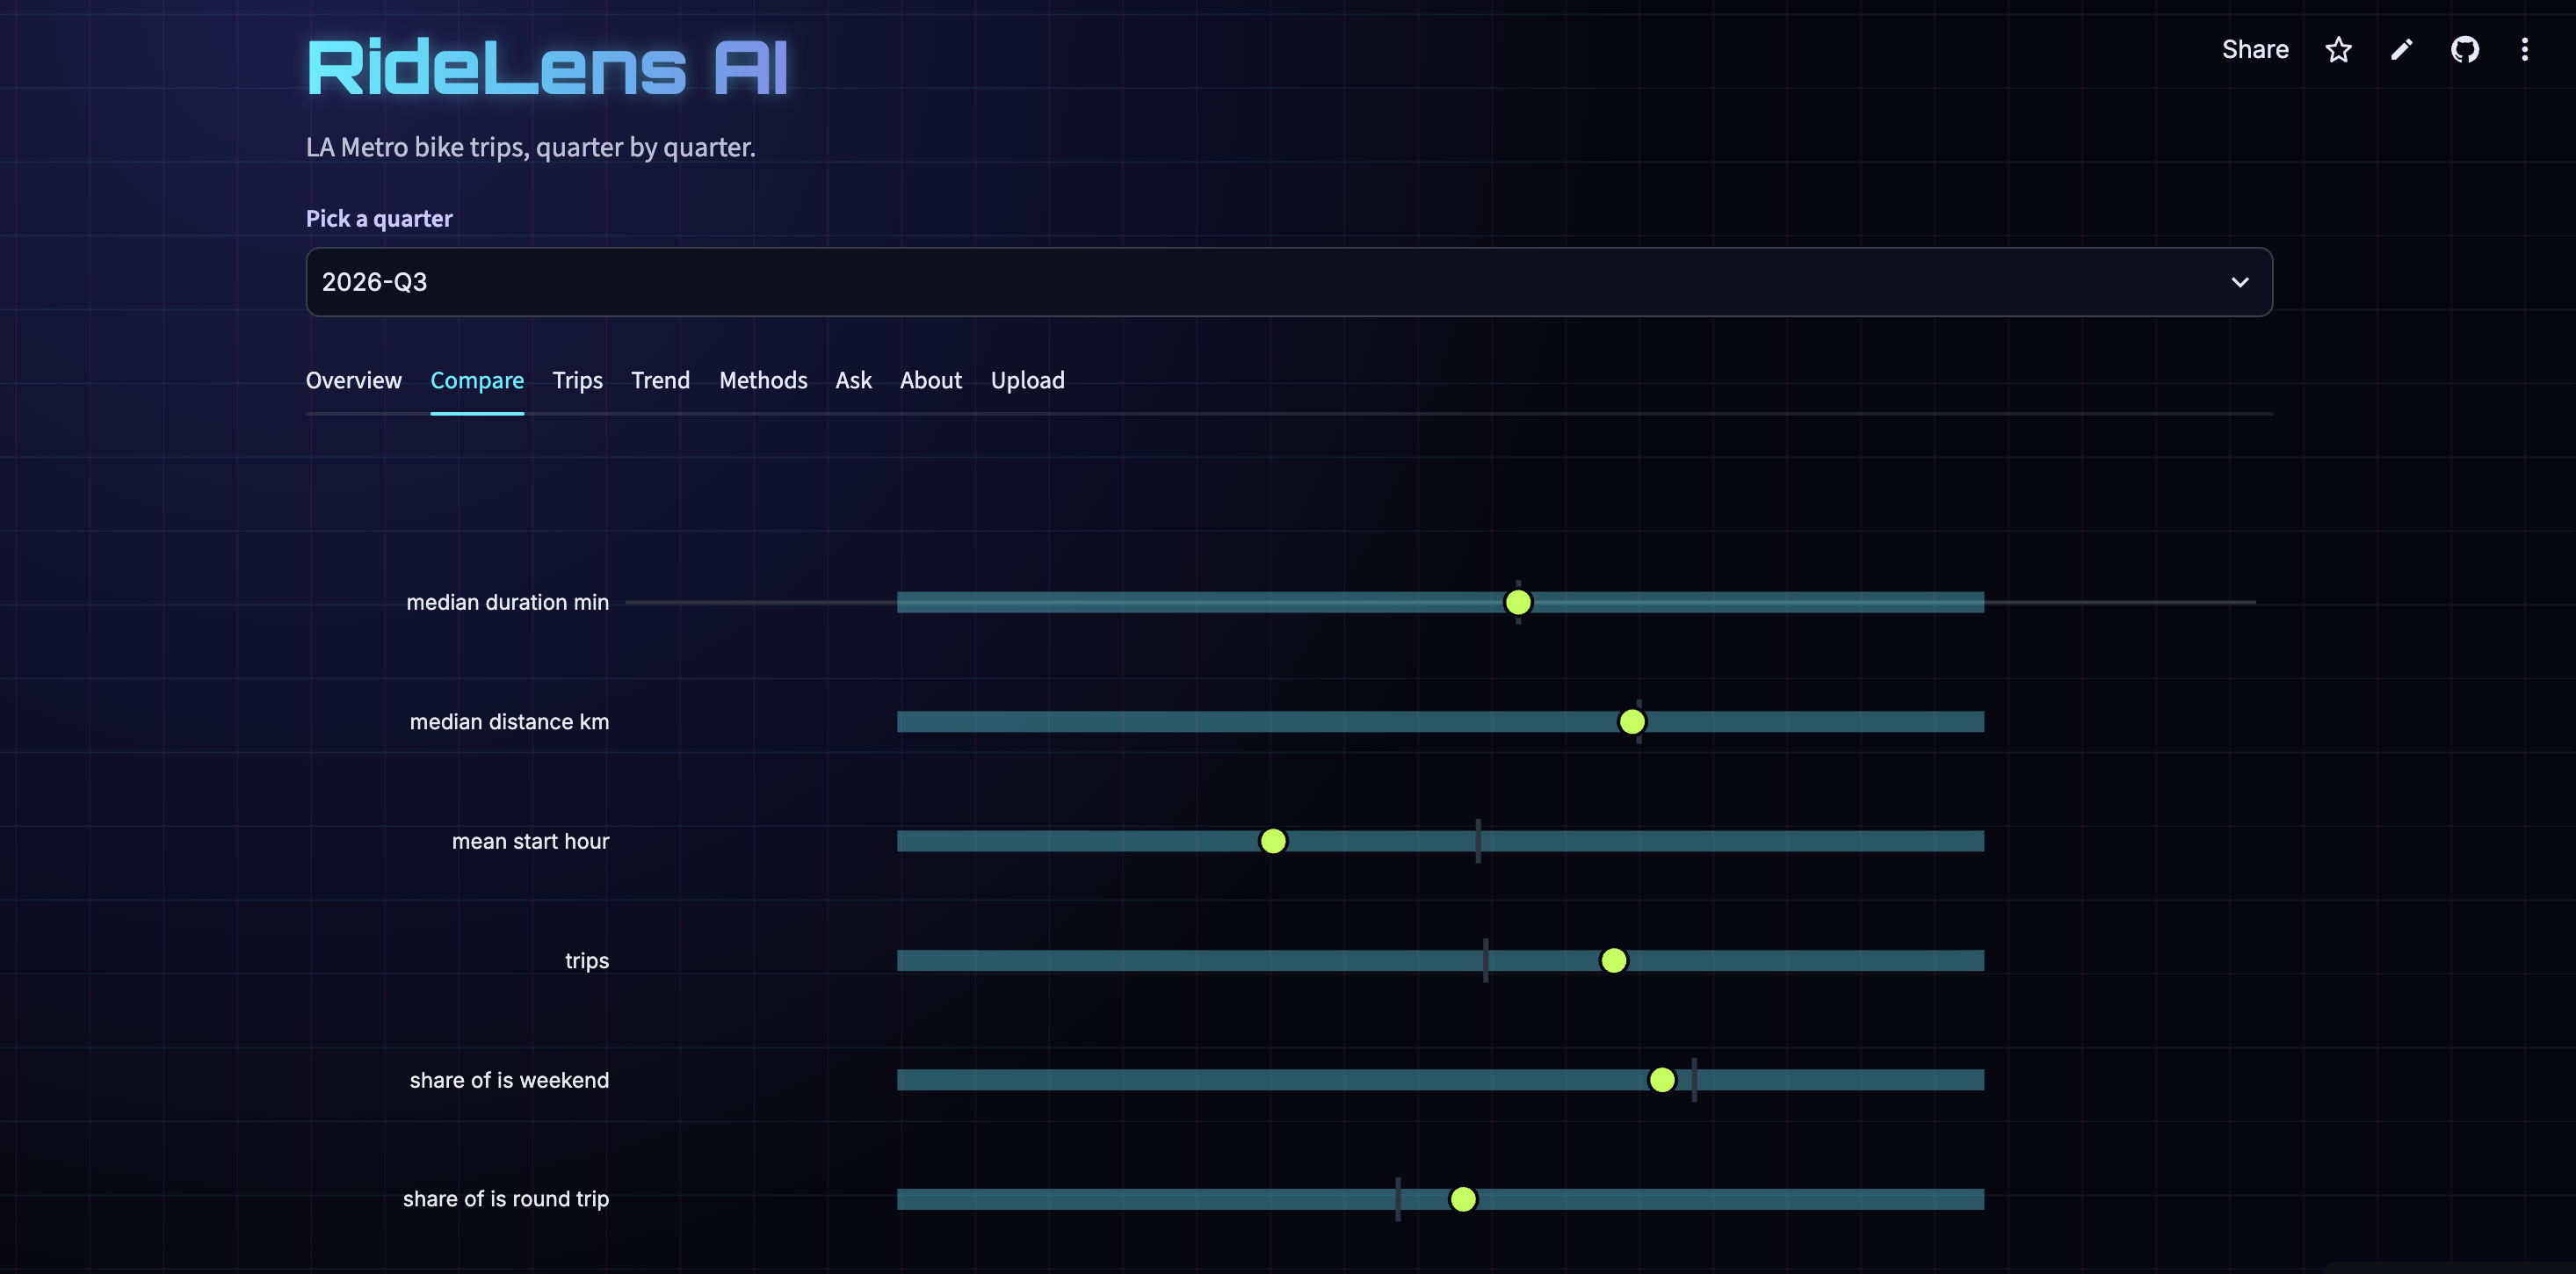 RideLens AI
Share
LA Metro bike trips, quarter by quarter.
Pick a quarter
2026-Q3
Overview Compare Trips Trend Methods Ask About Upload
median duration min
median distance km
mean start hour
trips
share of is weekend
share of is round trip